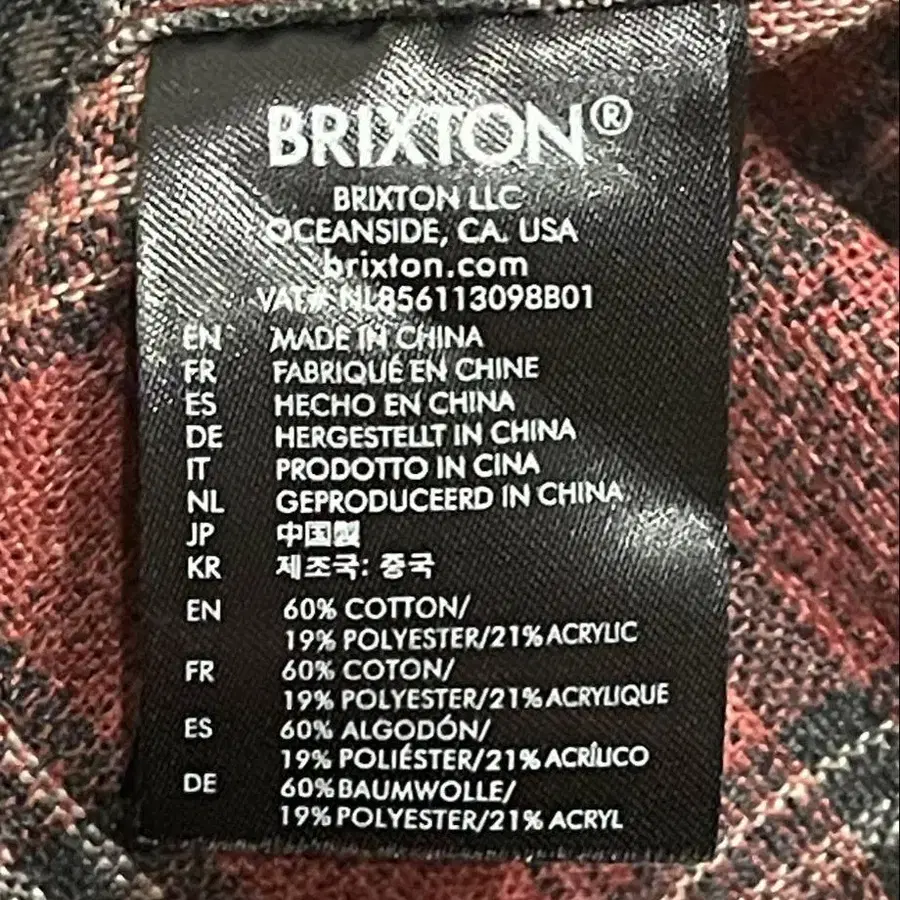 BRIXTON®
BRIXTON LLC
OCEANSIDE, CA. USA
brixton.com
VAT# NL856113098B01
EN MADE IN CHINA
FR FABRIQUÉ EN CHINE
ES HECHO EN CHINA
DE HERGESTELLT IN CHINA
IT PRODOTTO IN CINA
NL GEPRODUCEERD IN CHINA
JP 中国製
KR 제조국: 중국
EN 60% COTTON/
19% POLYESTER/21% ACRYLIC
FR 60% COTON/
19% POLYESTER/21% ACRYLIQUE
ES 60% ALGODÓN/
19% POLIÉSTER/21% ACRÍLICO
DE 60% BAUMWOLLE/
19% POLYESTER/21% ACRYL